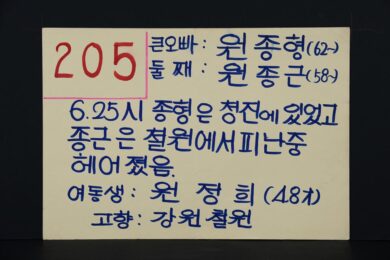 205
큰오빠: 원종형(62~)
둘째: 원종근(58~)
6.25시 종형은 청진에 있었고
종근은 철원에서 피난중
헤어졌음.
여동생: 원장희 (48才)
고향: 강원 철원